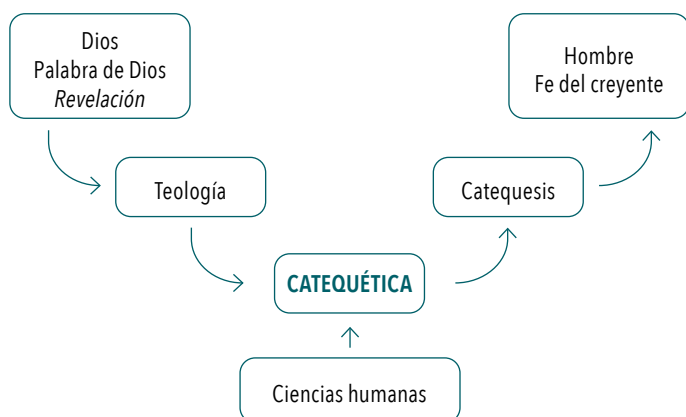 Dios
Palabra de Dios
Revelación
Hombre
Fe del creyente
Teología
Catequesis
CATEQUÉTICA
Ciencias humanas